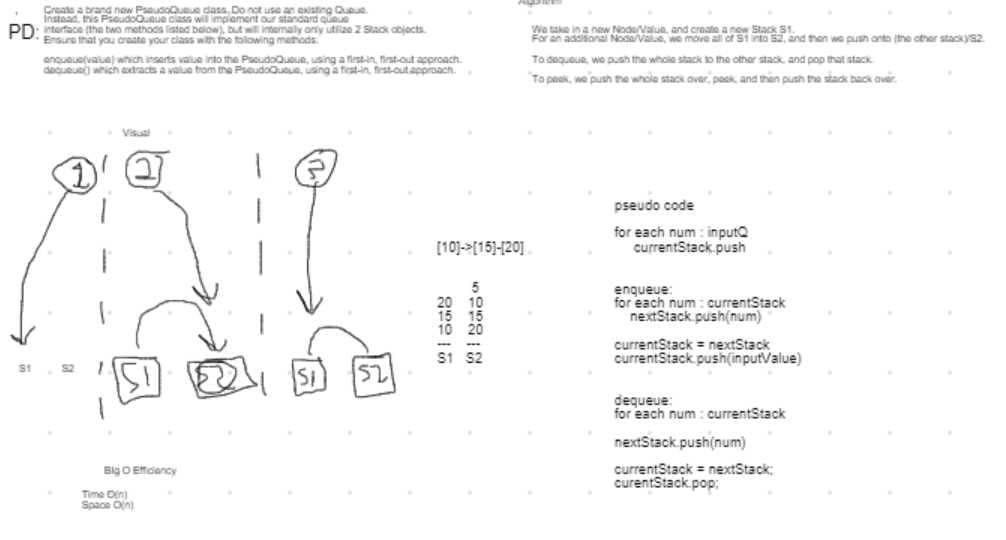 Create a brand new PseudoQueue class. Do not use an existing Queue.
Instead, this PseudoQueue class will implement our standard queue
PD: interface (the two methods listed below), but will internally only utilize 2 Stack objects.
Ensure that you create your class with the following methods:
enqueue(value) which inserts value into the PseudoQueue, using a first-in, first-out approach.
dequeue() which extracts a value from the PseudoQueue, using a first-in, first-out approach.
Algorithm
We take in a new Node/Value, and create a new Stack S1.
For an additional Node/Value, we move all of S1 into S2, and then we push onto (the other stack)/S2.
To dequeue, we push the whole stack to the other stack, and pop that stack.
To peek, we push the whole stack over, peek, and then push the stack back over.
Visual
1 2
S1 S2
S1 S2 S1 S2
[10]->[15]-[20]
5
20 10
15 15
10 20
--- ---
S1 S2
pseudo code
for each num : inputQ
currentStack.push
enqueue:
for each num : currentStack
nextStack.push(num)
currentStack = nextStack
currentStack.push(inputValue)
dequeue:
for each num : currentStack
nextStack.push(num)
currentStack = nextStack;
curentStack.pop;
BIg O Efficiency
Time O(n)
Space O(n)